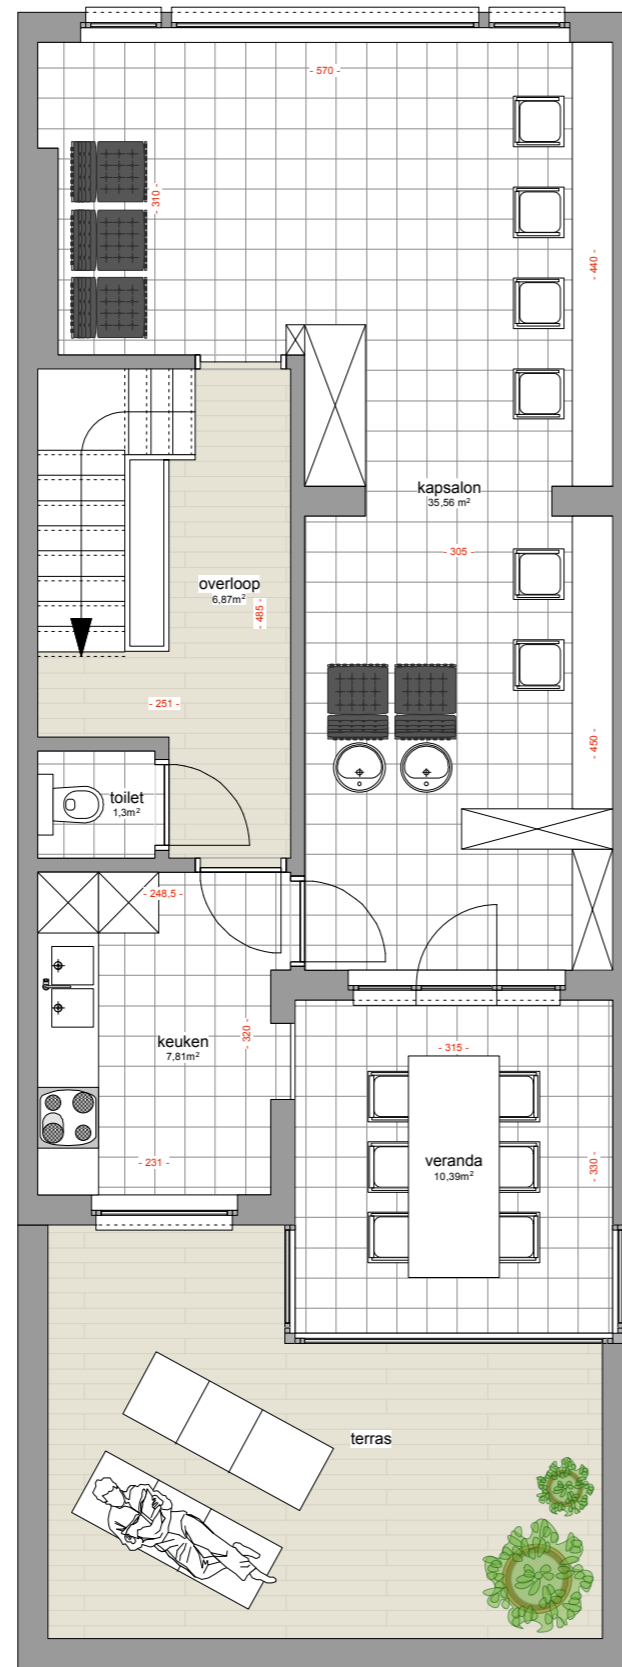 - 570 -
- 310 -
- 440 -
kapsalon
35,56 m²
- 305 -
overloop
6,87m²
- 485 -
- 251 -
- 450 -
toilet
1,3m²
- 248,5 -
keuken
7,81m²
- 320 -
- 315 -
- 231 -
veranda
10,39m²
- 330 -
terras